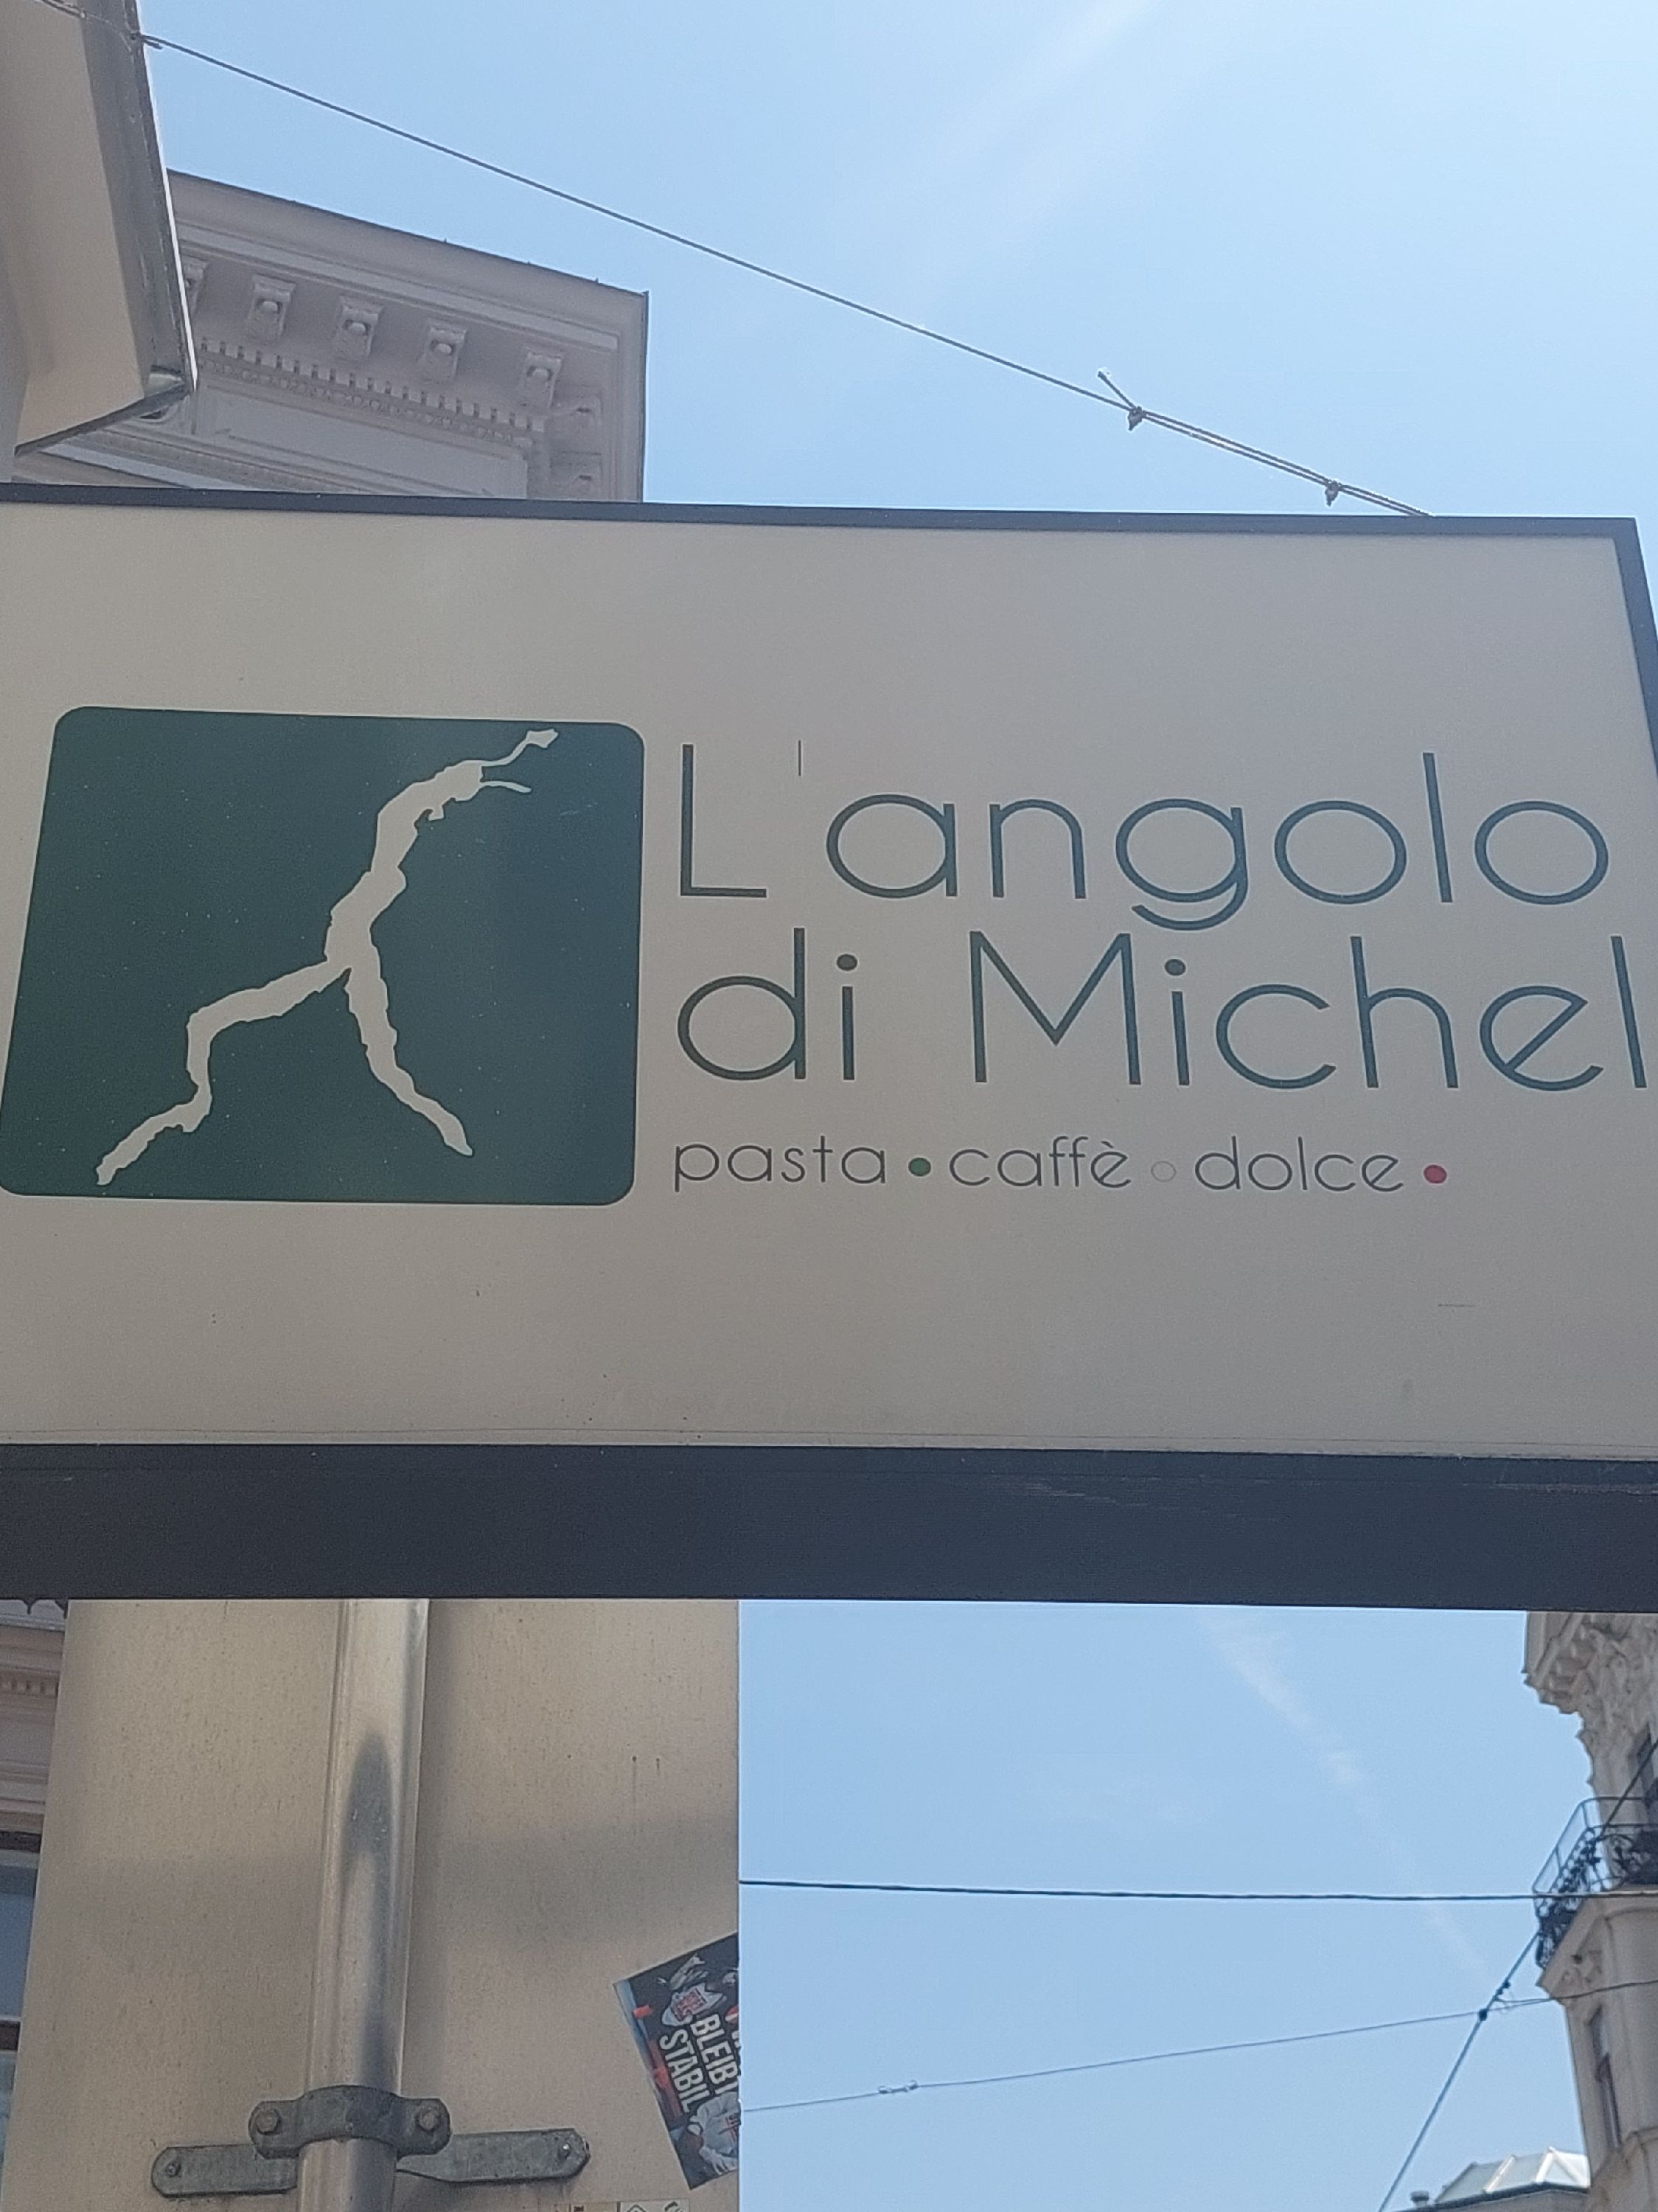 L'angolo
di Michel
pasta • caffè ◦ dolce •
BLEIBT
STABIL